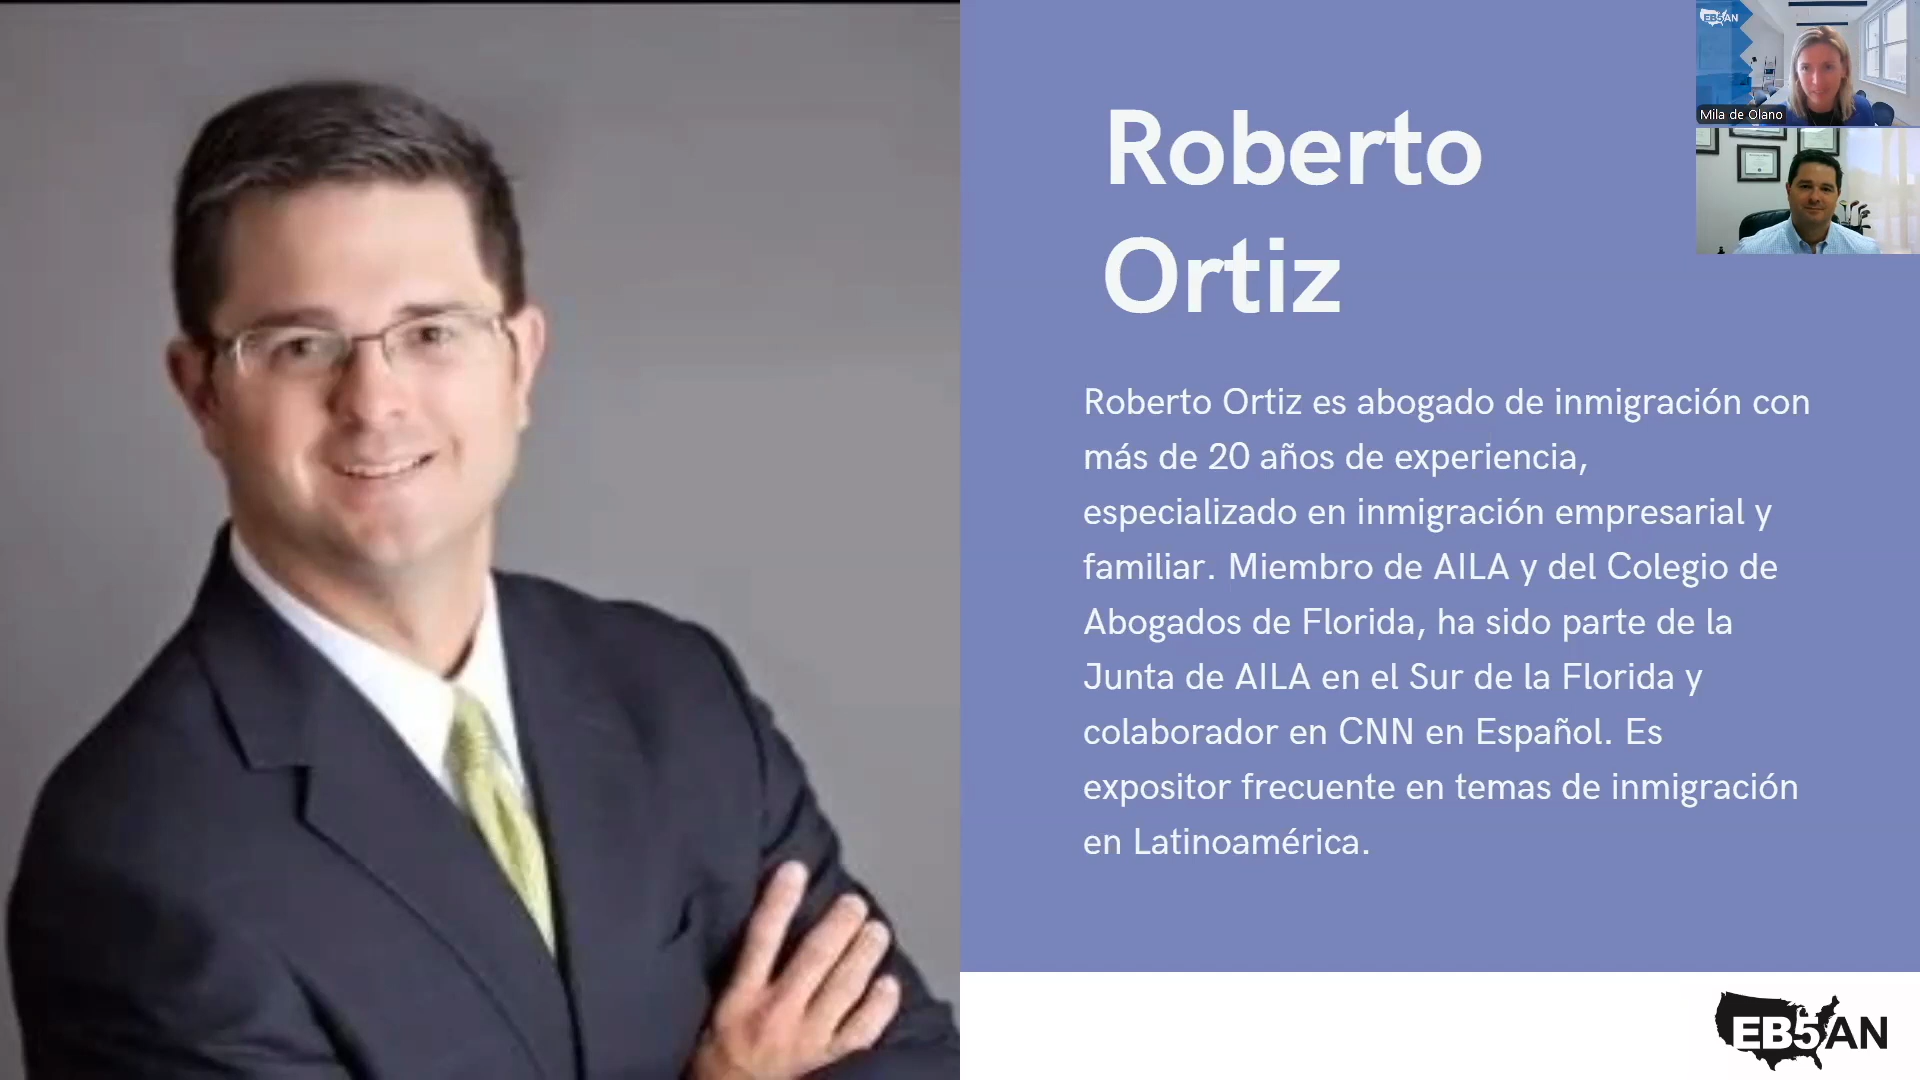 Roberto
Ortiz
Roberto Ortiz es abogado de inmigración con
más de 20 años de experiencia,
especializado en inmigración empresarial y
familiar. Miembro de AILA y del Colegio de
Abogados de Florida, ha sido parte de la
Junta de AILA en el Sur de la Florida y
colaborador en CNN en Español. Es
expositor frecuente en temas de inmigración
en Latinoamérica.
EB5AN
Mila de Olano
EB5AN